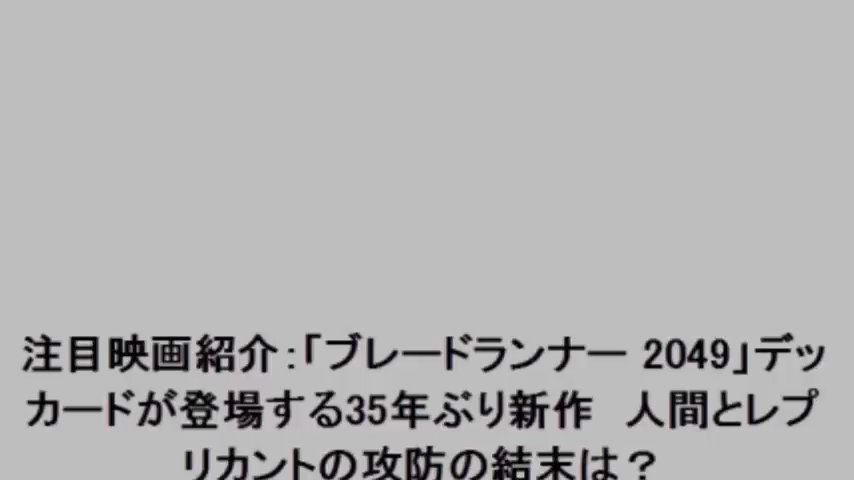 注目映画紹介：「ブレードランナー 2049」デッ
カードが登場する35年ぶり新作　人間とレプ
リカントの攻防の結末は？